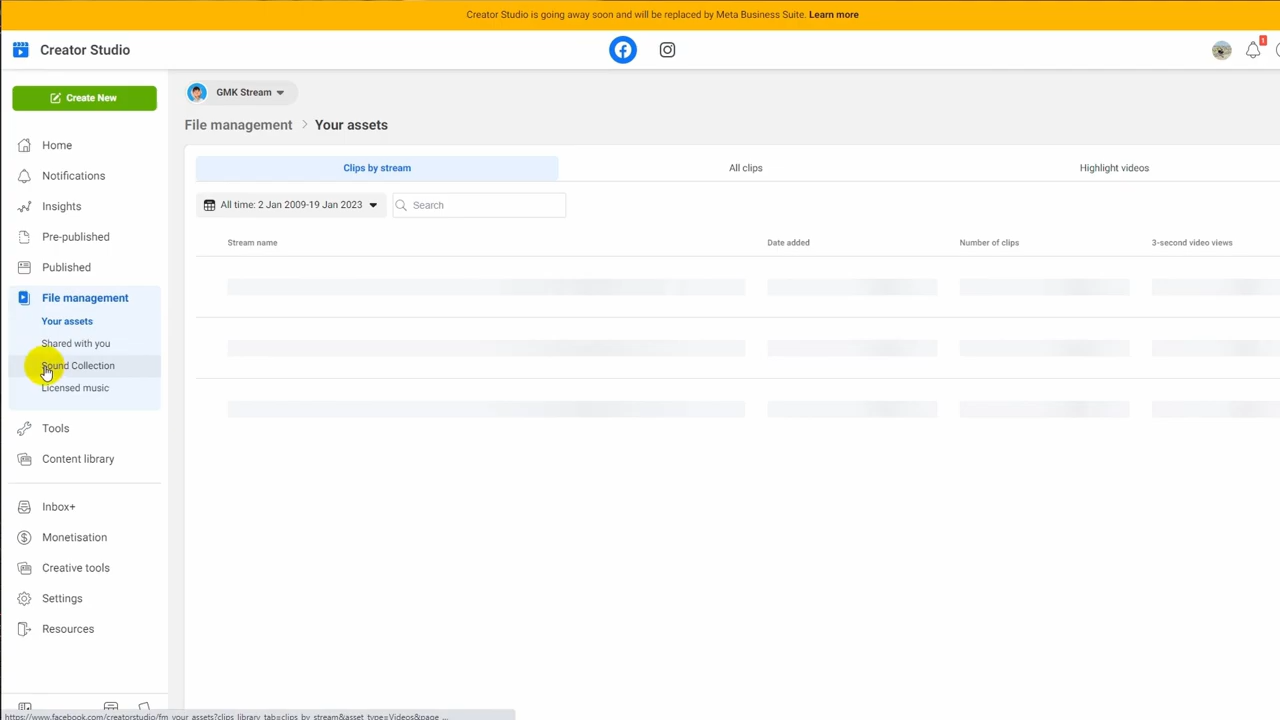 Creator Studio is going away soon and will be replaced by Meta Business Suite. Learn more
Creator Studio
1
Create New
GMK Stream
File management > Your assets
Home
Notifications
Insights
Pre-published
Published
File management
Your assets
Shared with you
Sound Collection
Licensed music
Tools
Content library
Inbox+
Monetisation
Creative tools
Settings
Resources
Clips by stream
All clips
Highlight videos
All time: 2 Jan 2009-19 Jan 2023
Search
Stream name
Date added
Number of clips
3-second video views
https://www.facebook.com/creatorstudio/fm_your_assets?clips_library_tab=clips_by_stream&asset_type=Videos&page_...